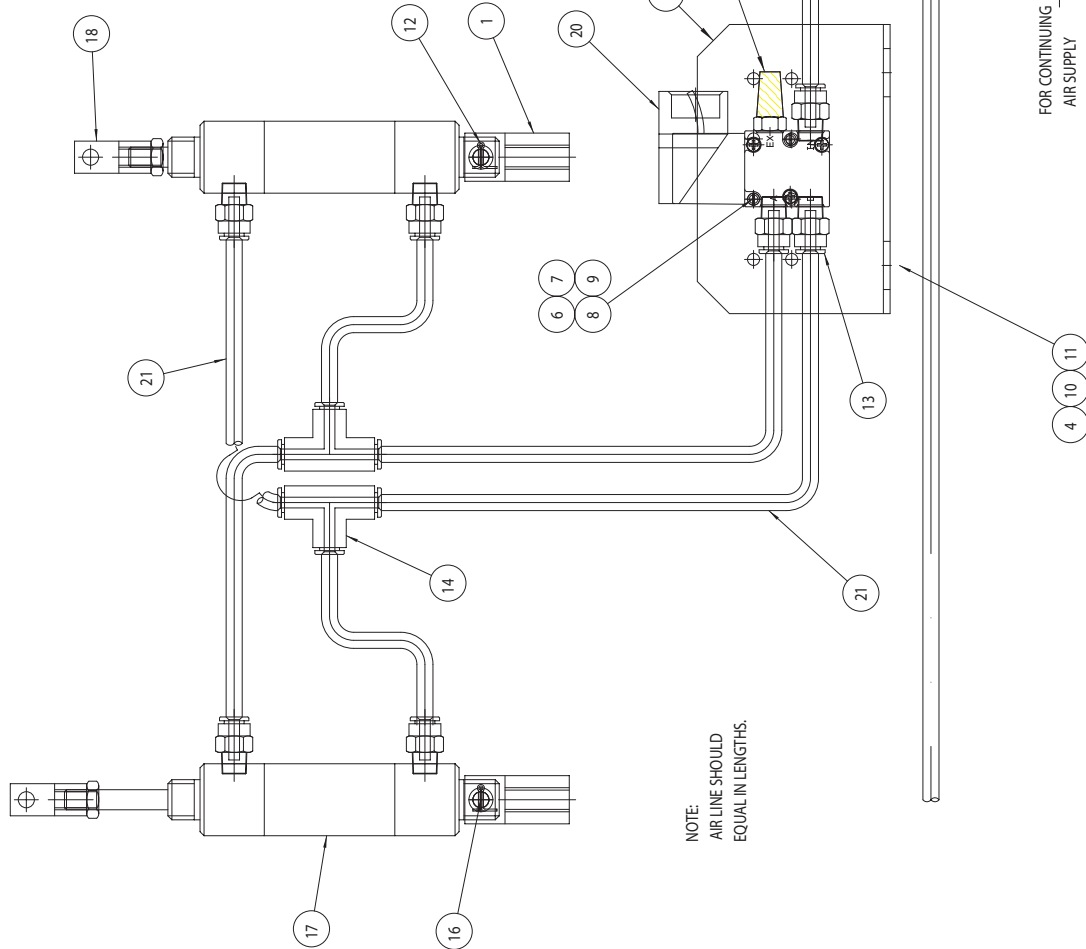 18
12
1
20
21
7
9
6
8
EX
A
13
11
10
4
14
21
17
16
NOTE:
AIR LINE SHOULD
EQUAL IN LENGTHS.
FOR CONTINUING
AIR SUPPLY